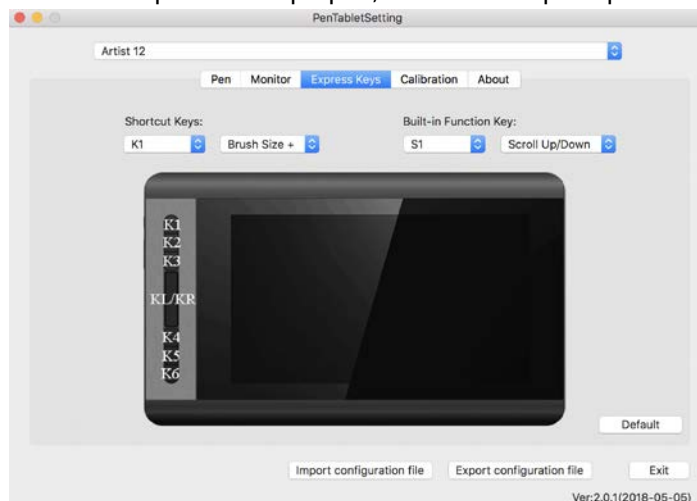 PenTabletSetting
Artist 12
Pen Monitor Express Keys Calibration About
Shortcut Keys: Built-in Function Key:
K1 Brush Size + S1 Scroll Up/Down
K1
K2
K3
KL/KR
K4
K5
K6
Default
Import configuration file Export configuration file Exit
Ver:2.0.1(2018-05-05)